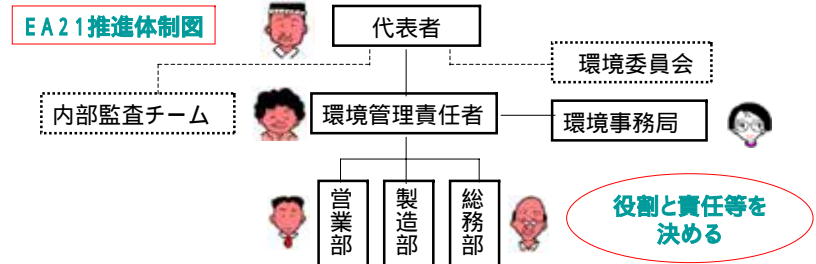 EA21推進体制図
代表者
環境委員会
内部監査チーム
環境管理責任者
環境事務局
営業部
製造部
総務部
役割と責任等を
決める